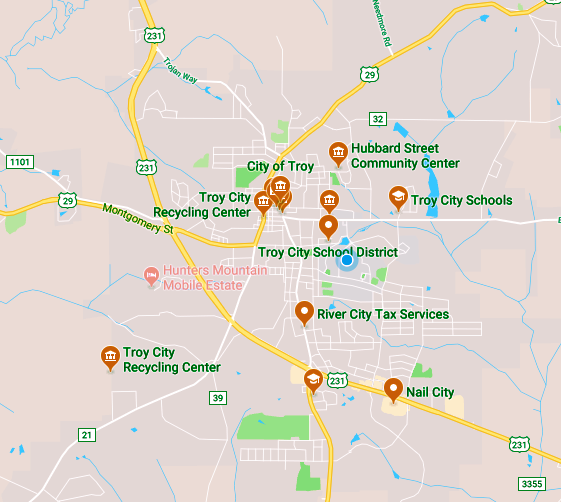 231
Needmore Rd
Trojan Way
29
32
Hubbard Street
Community Center
City of Troy
1101
231
29
Troy City
Recycling Center
Troy City Schools
Montgomery St
Troy City School District
Hunters Mountain
Mobile Estate
River City Tax Services
Troy City
Recycling Center
231
Nail City
39
21
231
3355